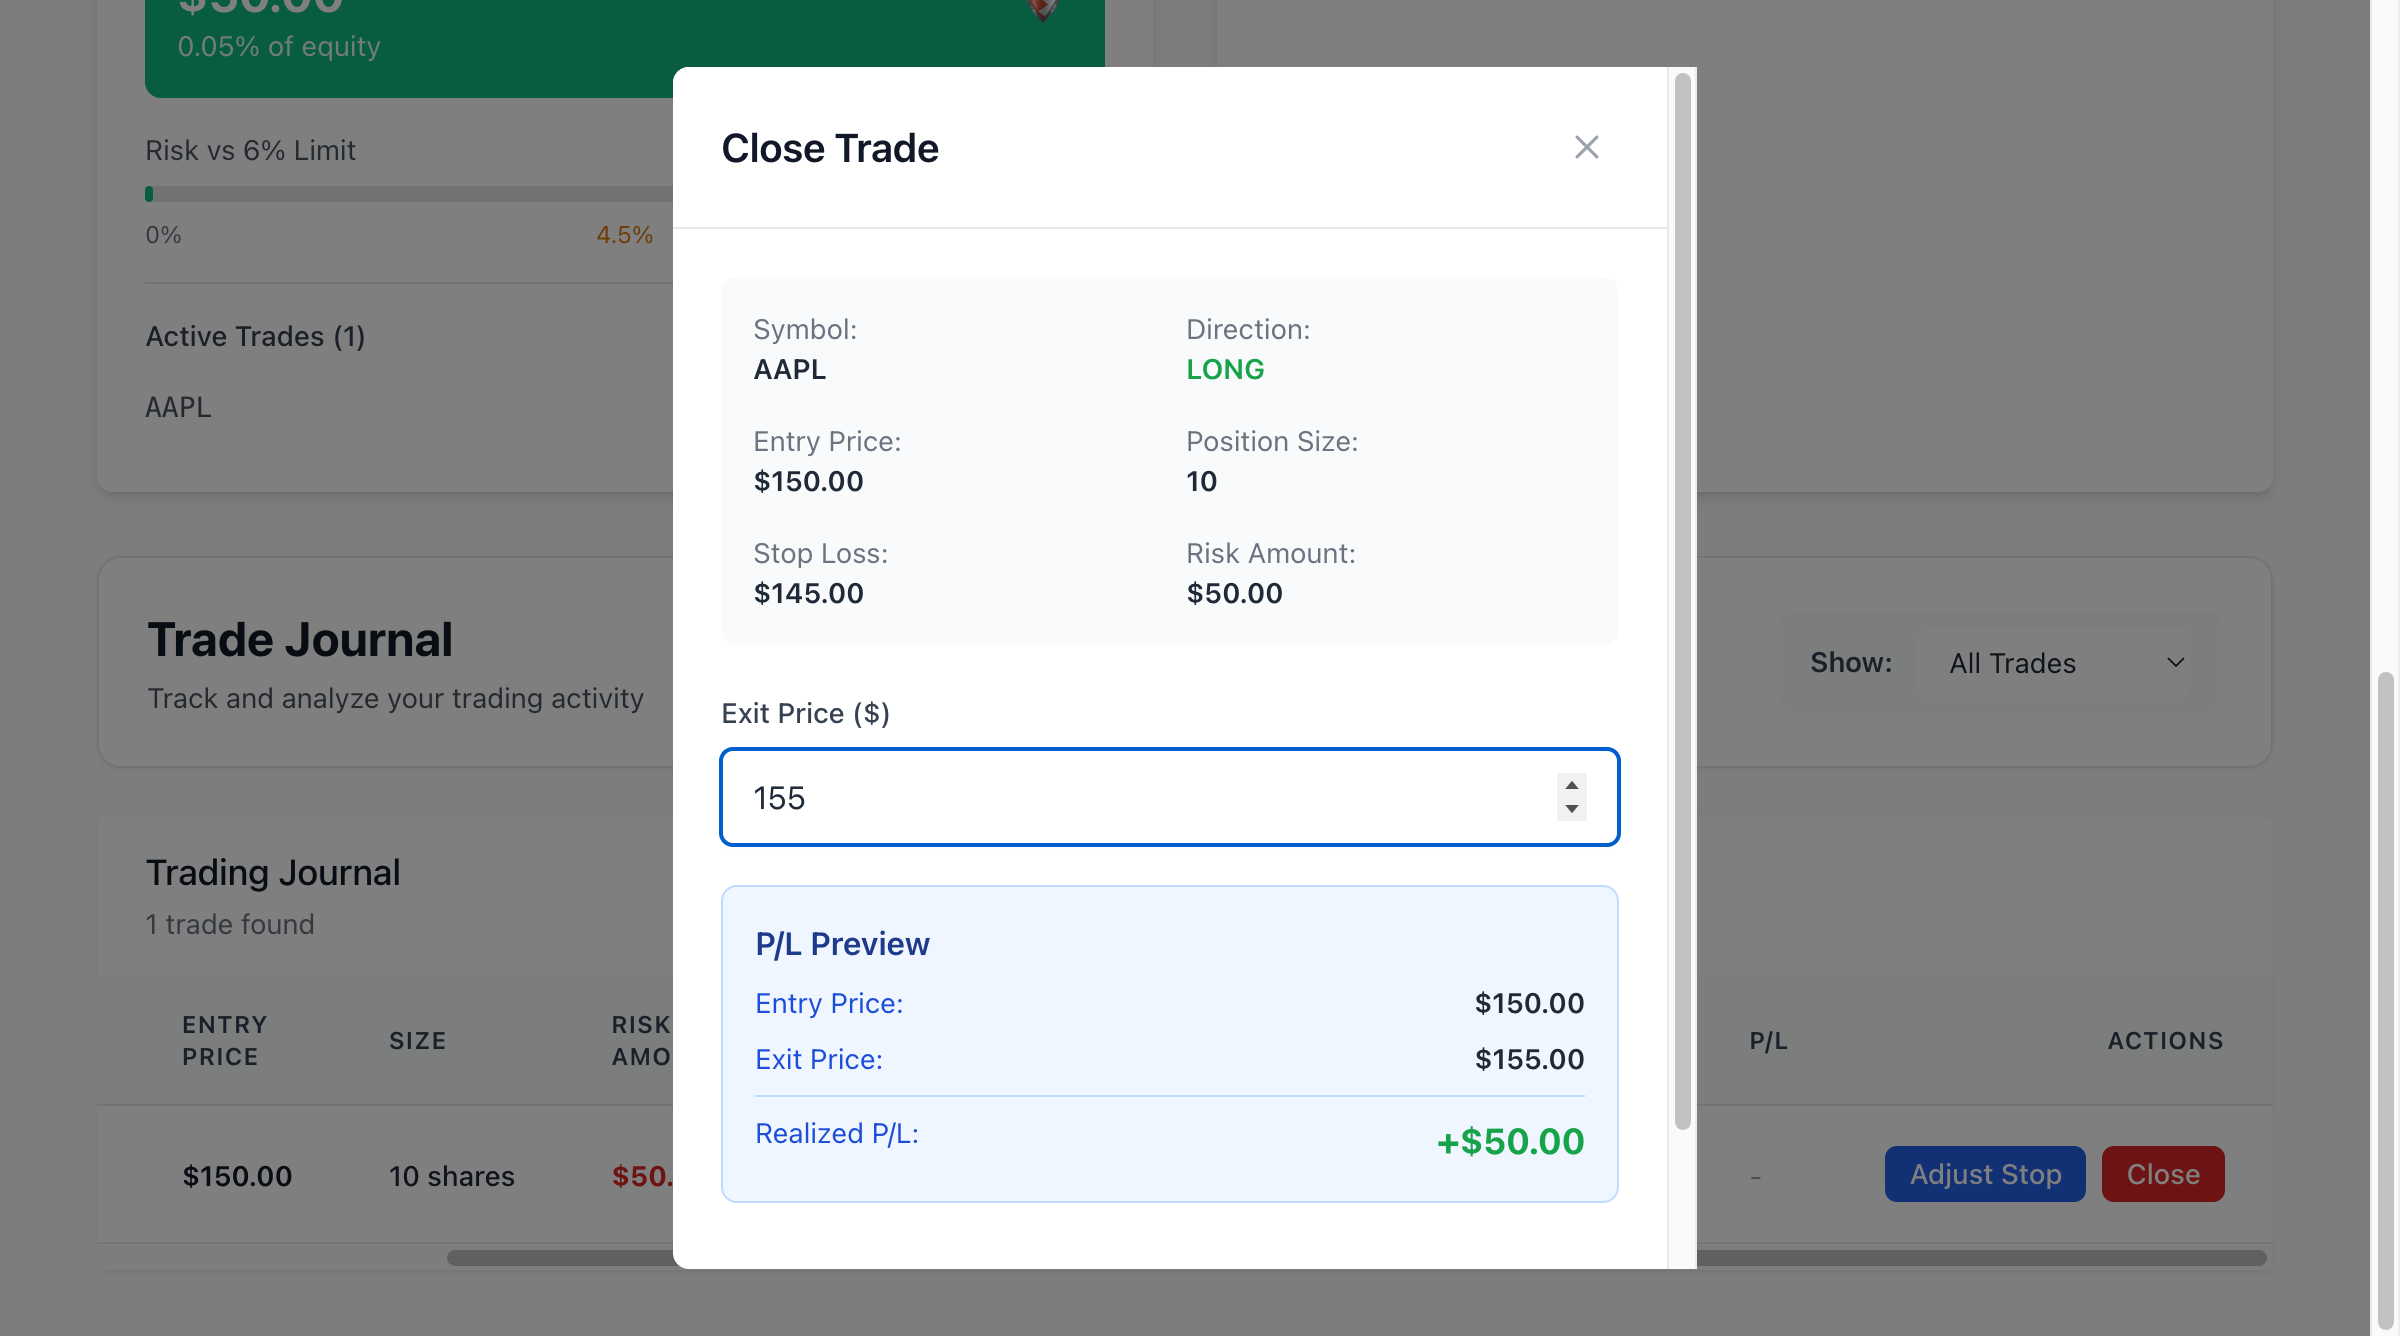 $50.00
0.05% of equity
Risk vs 6% Limit
0%
4.5%
Active Trades (1)
AAPL
Trade Journal
Track and analyze your trading activity
Show:
All Trades
Trading Journal
1 trade found
ENTRY
PRICE
SIZE
RISK
AMO
P/L
ACTIONS
$150.00
10 shares
$50.
-
Adjust Stop
Close
Close Trade
Symbol:
AAPL
Direction:
LONG
Entry Price:
$150.00
Position Size:
10
Stop Loss:
$145.00
Risk Amount:
$50.00
Exit Price ($)
155
P/L Preview
Entry Price:
$150.00
Exit Price:
$155.00
Realized P/L:
+$50.00